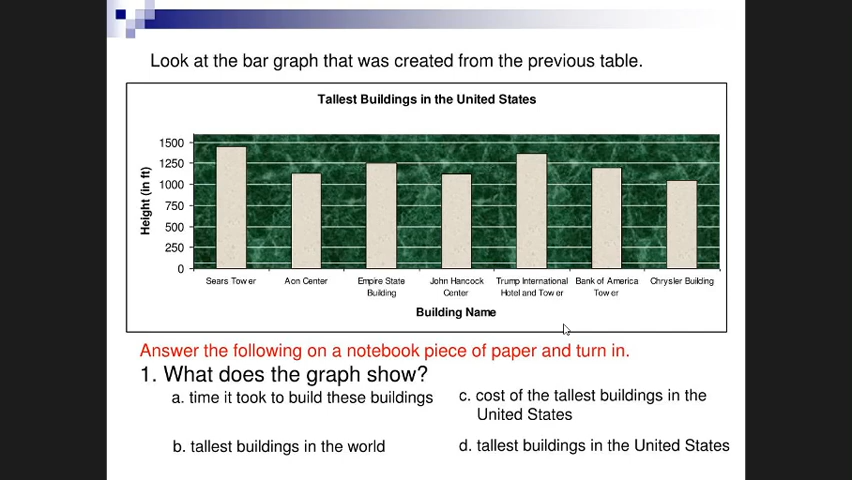 Look at the bar graph that was created from the previous table.
Tallest Buildings in the United States
Height (in ft)
1500
1250
1000
750
500
250
0
Sears Tower
Aon Center
Empire State
Building
John Hancock
Center
Trump International
Hotel and Tower
Bank of America
Tower
Chrysler Building
Building Name
Answer the following on a notebook piece of paper and turn in.
1. What does the graph show?
a. time it took to build these buildings
b. tallest buildings in the world
c. cost of the tallest buildings in the
United States
d. tallest buildings in the United States